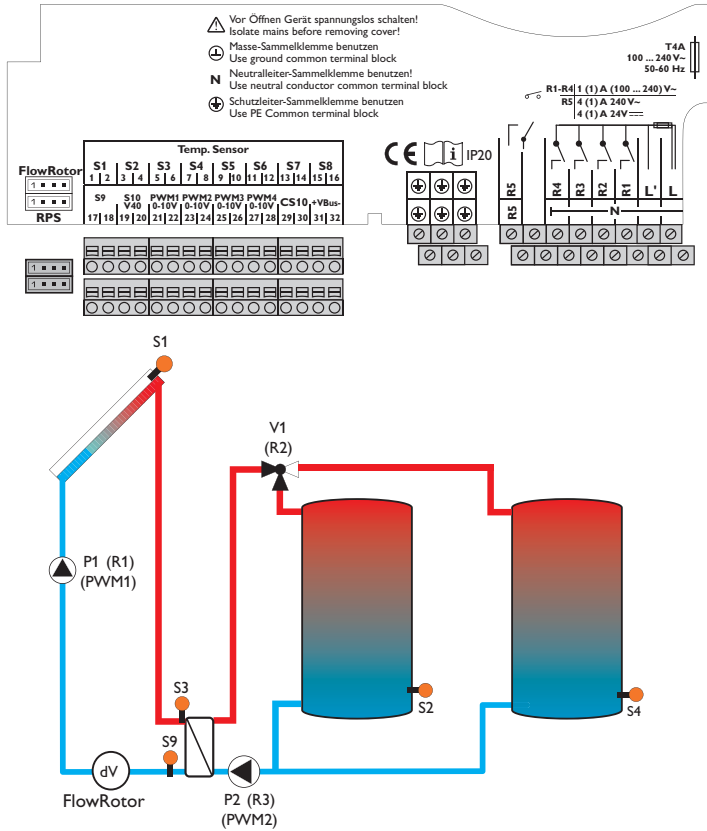 Vor Öffnen Gerät spannungslos schalten!
Isolate mains before removing cover!
Masse-Sammelklemme benutzen
Use ground common terminal block
N Neutralleiter-Sammelklemme benutzen!
Use neutral conductor common terminal block
Schutzleiter-Sammelklemme benutzen
Use PE Common terminal block
T4A
100 ... 240 V~
50-60 Hz
R1-R4 1 (1) A (100 ... 240) V~
R5 4 (1) A 240 V~
4 (1) A 24V
Temp. Sensor
S1 S2 S3 S4 S5 S6 S7 S8
1 2 3 4 5 6 7 8 9 10 11 12 13 14 15 16
FlowRotor
1
1
RPS
S9 S10 PWM1 PWM2 PWM3 PWM4 CS10 +VBus-
V40 0-10V 0-10V 0-10V 0-10V
17 18 19 20 21 22 23 24 25 26 27 28 29 30 31 32
CE i IP20
R5 R4 R3 R2 R1 L' L
R5 N
1
1
S1
V1
(R2)
P1 (R1)
(PWM1)
S3
S2
S4
S9
dV
FlowRotor
P2 (R3)
(PWM2)